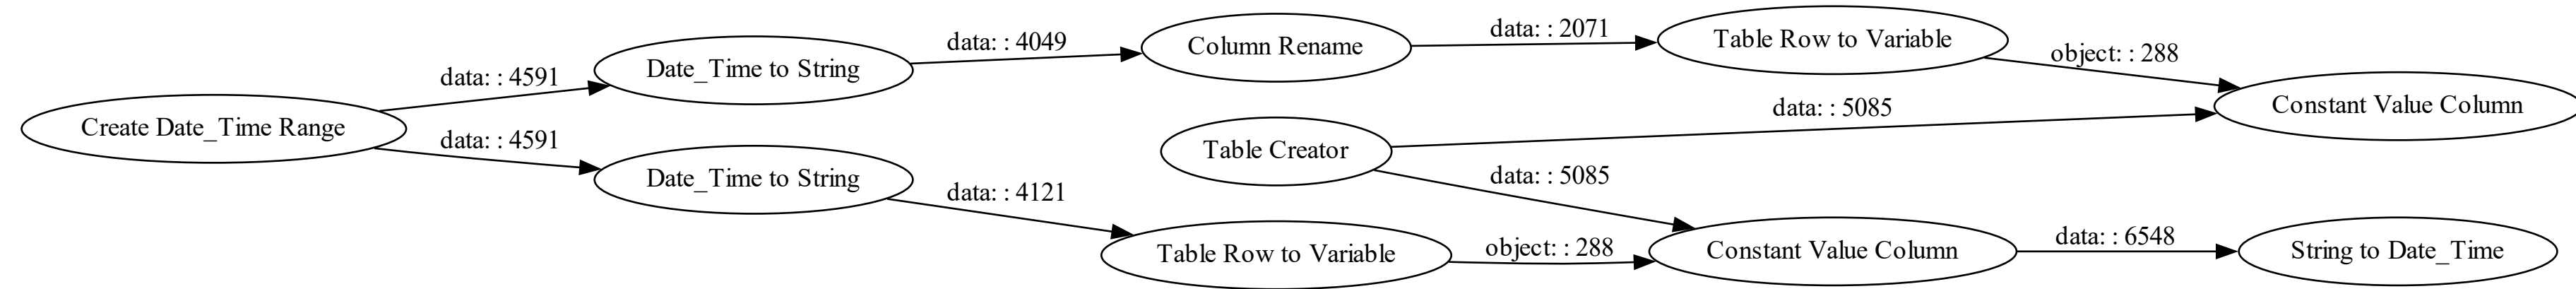 Create Date_Time Range
data: : 4591
data: : 4591
Date_Time to String
Date_Time to String
data: : 4049
data: : 4121
Column Rename
Table Creator
Table Row to Variable
data: : 2071
data: : 5085
data: : 5085
object: : 288
Table Row to Variable
Constant Value Column
object: : 288
data: : 6548
Constant Value Column
String to Date_Time